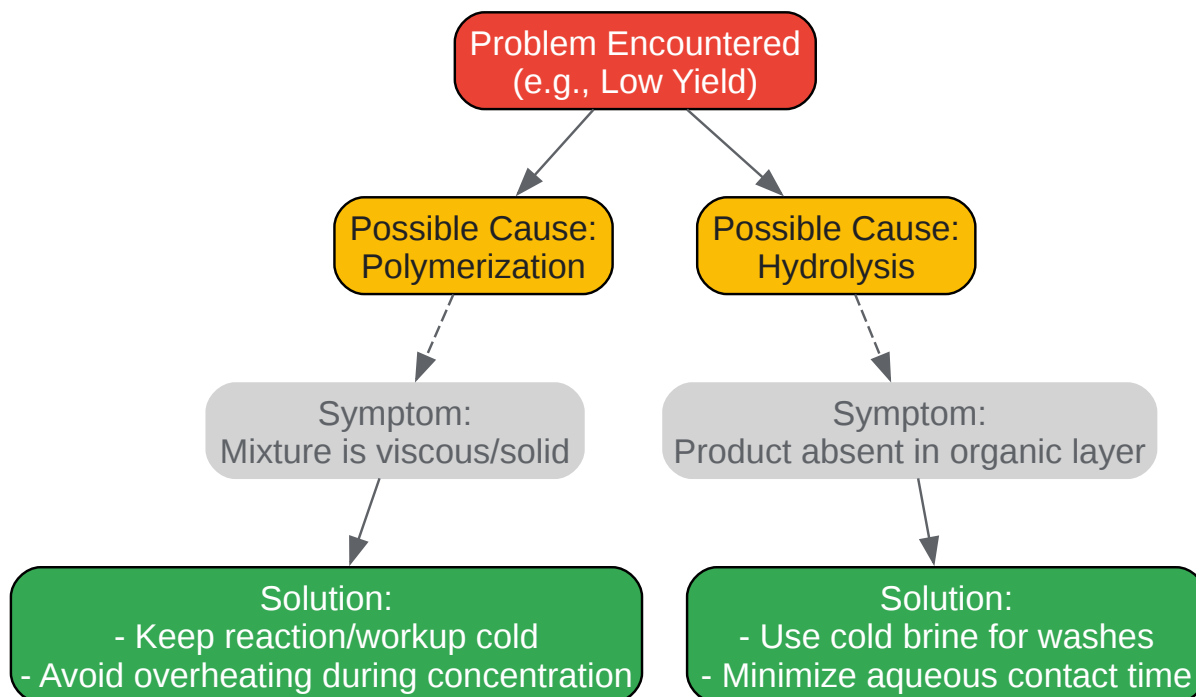 Problem Encountered
(e.g., Low Yield)
Possible Cause:
Polymerization
Possible Cause:
Hydrolysis
Symptom:
Mixture is viscous/solid
Symptom:
Product absent in organic layer
Solution:
- Keep reaction/workup cold
- Avoid overheating during concentration
Solution:
- Use cold brine for washes
- Minimize aqueous contact time